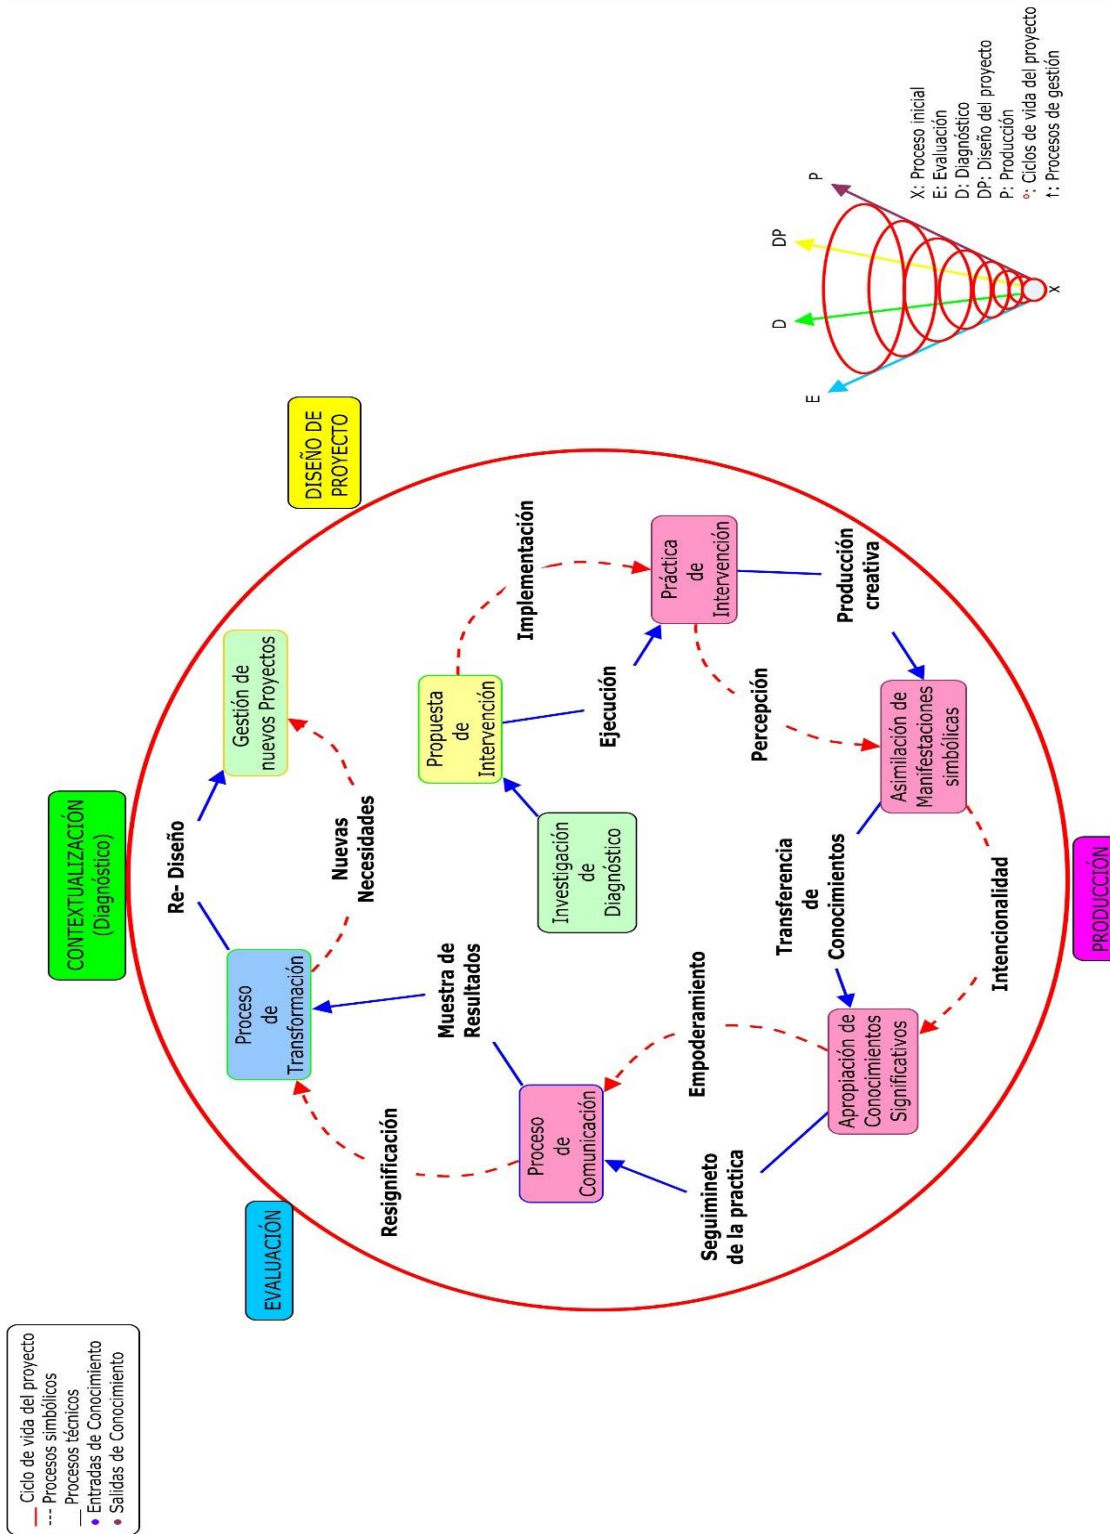 Ciclo de vida del proyecto
Procesos simbólicos
Procesos técnicos
Entradas de Conocimiento
Salidas de Conocimiento
CONTEXTUALIZACIÓN
(Diagnóstico)
EVALUACIÓN
DISEÑO DE
PROYECTO
Re- Diseño
Proceso
de
Transformación
Gestión de
nuevos Proyectos
Nuevas
Necesidades
Resignificación
Muestra de
Resultados
Propuesta
de
Intervención
Implementación
Proceso
de
Comunicación
Investigación
de
Diagnóstico
Ejecución
Empoderamiento
Práctica
de
Intervención
Seguimineto
de la practica
Transferencia
de
Conocimientos
Percepción
Producción
creativa
Apropiación de
Conocimientos
Significativos
Asimilación de
Manifestaciones
simbólicas
Intencionalidad
PRODUCCIÓN
E
D
DP
P
X
X: Proceso inicial
E: Evaluación
D: Diagnóstico
DP: Diseño del proyecto
P: Producción
°: Ciclos de vida del proyecto
↑: Procesos de gestión